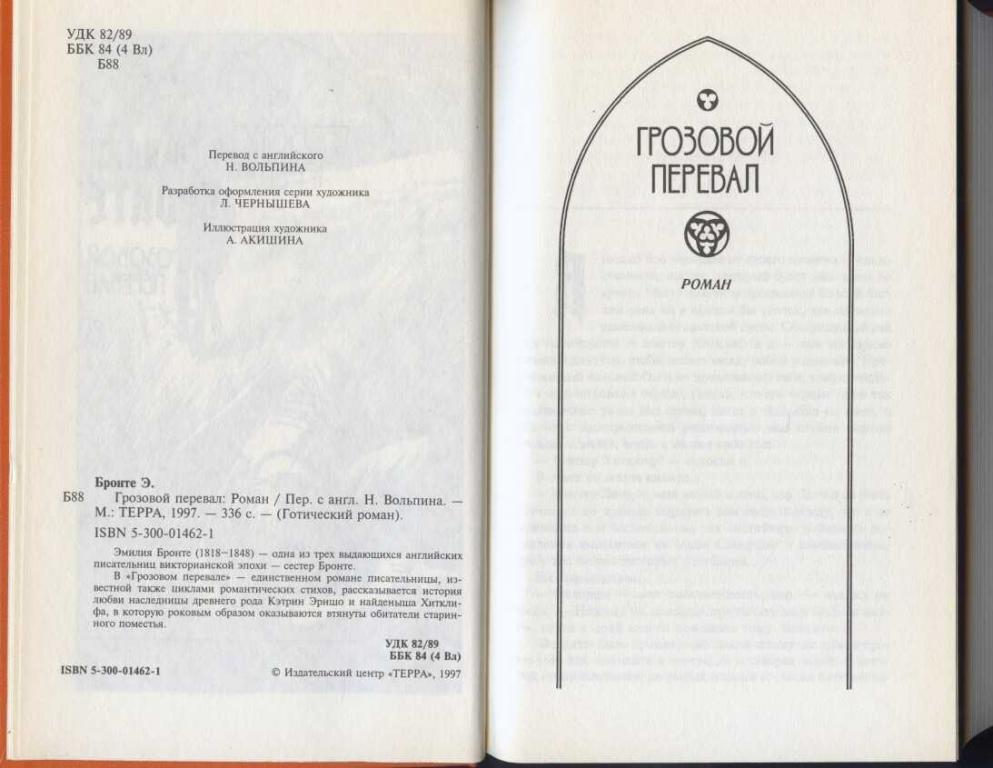 УДК 82/89
ББК 84 (4 Вл)
Б88
Перевод с английского
Н. ВОЛЬПИНА
Разработка оформления серии художника
Л. ЧЕРНЫШЕВА
Иллюстрация художника
А. АКИШИНА
Бронте Э.
Б88 Грозовой перевал: Роман / Пер. с англ. Н. Вольпина. —
М.: ТЕРРА, 1997. — 336 с. — (Готический роман).
ISBN 5-300-01462-1
Эмилия Бронте (1818—1848) — одна из трех выдающихся английских
писательниц викторианской эпохи — сестер Бронте.
В «Грозовом перевале» — единственном романе писательницы, из-
вестной также циклами романтических стихов, рассказывается история
любви наследницы древнего рода Кэтрин Эрншо и найденыша Хиткли-
фа, в которую роковым образом оказываются втянуты обитатели старин-
ного поместья.
УДК 82/89
ББК 84 (4 Вл)
ISBN 5-300-01462-1 © Издательский центр «ТЕРРА», 1997
ГРОЗОВОЙ
ПЕРЕВАЛ
РОМАН